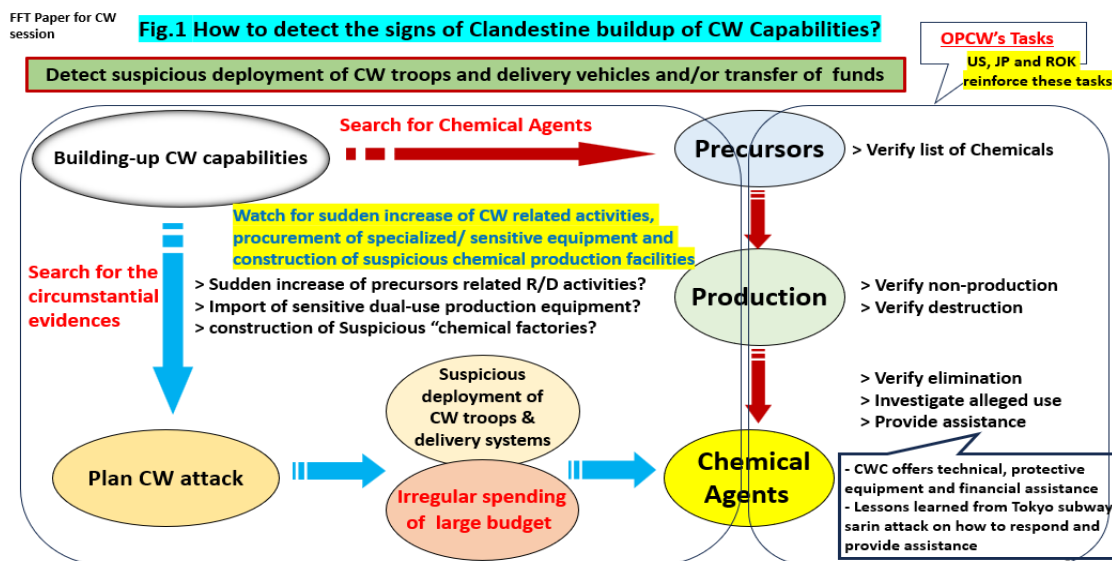 FFT Paper for CW
session
Fig.1 How to detect the signs of Clandestine buildup of CW Capabilities?
OPCW's Tasks
US, JP and ROK
reinforce these tasks
Detect suspicious deployment of CW troops and delivery vehicles and/or transfer of funds
Building-up CW capabilities
Search for Chemical Agents
Precursors
> Verify list of Chemicals
Watch for sudden increase of CW related activities,
procurement of specialized/ sensitive equipment and
construction of suspicious chemical production facilities
Search for the
circumstantial
evidences
> Sudden increase of precursors related R/D activities?
> Import of sensitive dual-use production equipment?
> construction of Suspicious “chemical factories?
Production
> Verify non-production
> Verify destruction
Suspicious
deployment of
CW troops &
delivery systems
> Verify elimination
> Investigate alleged use
> Provide assistance
Plan CW attack
Irregular spending
of large budget
Chemical
Agents
- CWC offers technical, protective
equipment and financial assistance
- Lessons learned from Tokyo subway
sarin attack on how to respond and
provide assistance